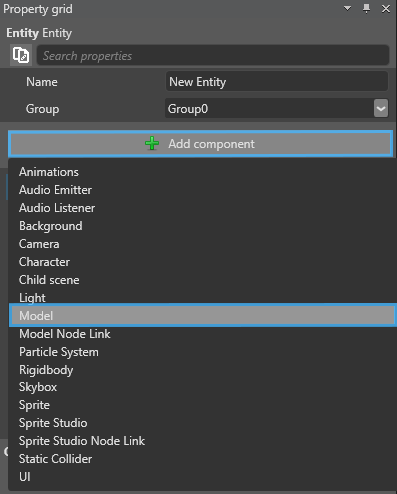 Property grid
Entity Entity
Search properties
Name New Entity
Group Group0
Add component
Animations
Audio Emitter
Audio Listener
Background
Camera
Character
Child scene
Light
Model
Model Node Link
Particle System
Rigidbody
Skybox
Sprite
Sprite Studio
Sprite Studio Node Link
Static Collider
UI